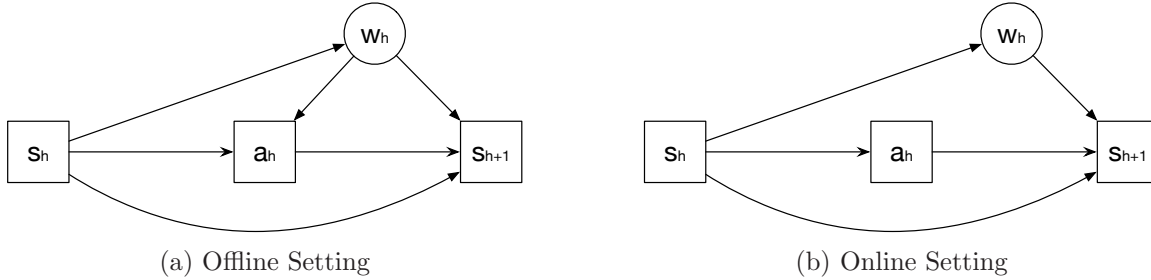 wh
wh
sh
ah
sh+1
sh
ah
sh+1
(a) Offline Setting
(b) Online Setting